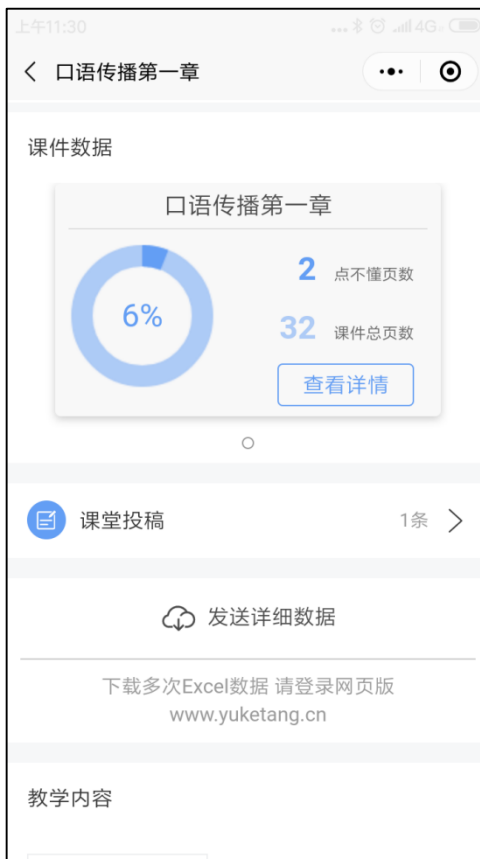 上午11:30
4G
口语传播第一章
课件数据
口语传播第一章
6%
2 点不懂页数
32 课件总页数
查看详情
课堂投稿 1条
发送详细数据
下载多次Excel数据 请登录网页版
www.yuketang.cn
教学内容